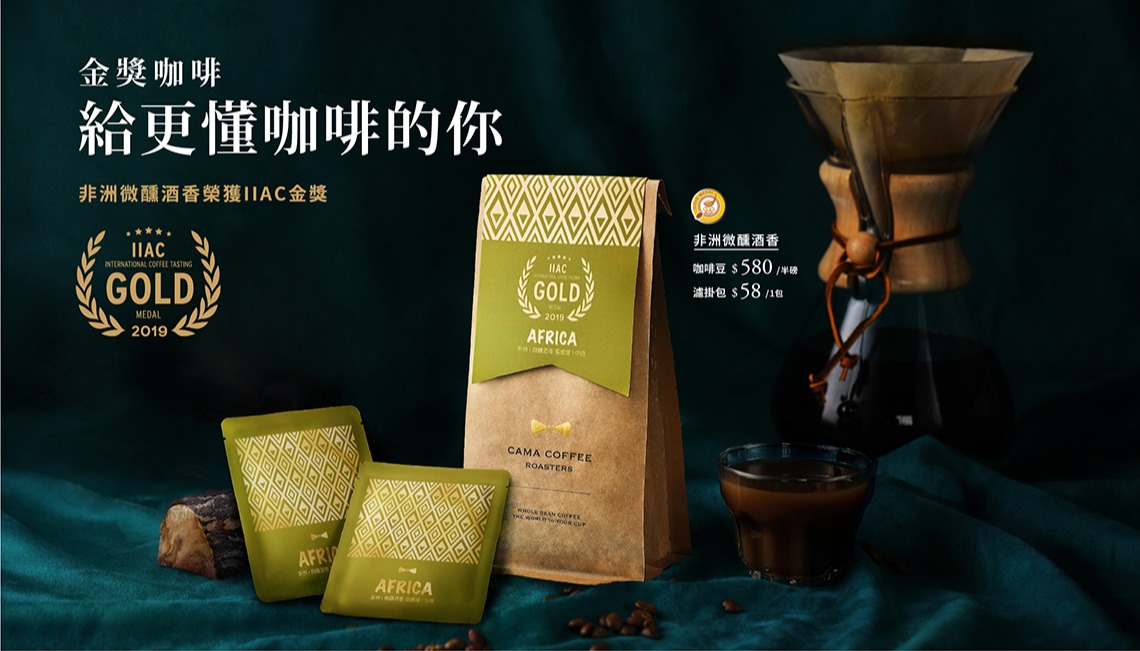 金獎咖啡
給更懂咖啡的你
非洲微醺酒香榮獲IIAC金獎
IIAC
INTERNATIONAL COFFEE TASTING
GOLD
MEDAL
2019
IIAC
GOLD
MEDAL
2019
AFRICA
CAMA COFFEE
ROASTERS
WHOLE BEAN COFFEE
THE WORLD TO YOUR CUP
非洲微醺酒香
咖啡豆 $580 /半磅
濾掛包 $58 /1包
AFRICA